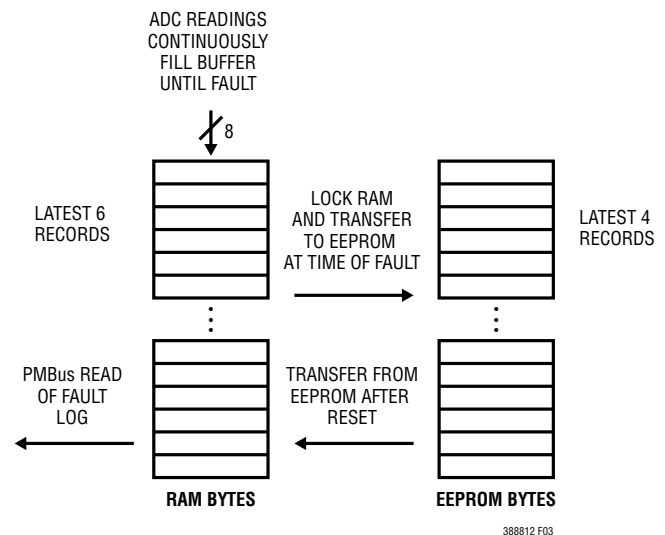 ADC READINGS
CONTINUOUSLY
FILL BUFFER
UNTIL FAULT
8
LATEST 6
RECORDS
LOCK RAM
AND TRANSFER
TO EEPROM
AT TIME OF FAULT
LATEST 4
RECORDS
PMBus READ
OF FAULT
LOG
TRANSFER FROM
EEPROM AFTER
RESET
RAM BYTES
EEPROM BYTES
388812 F03